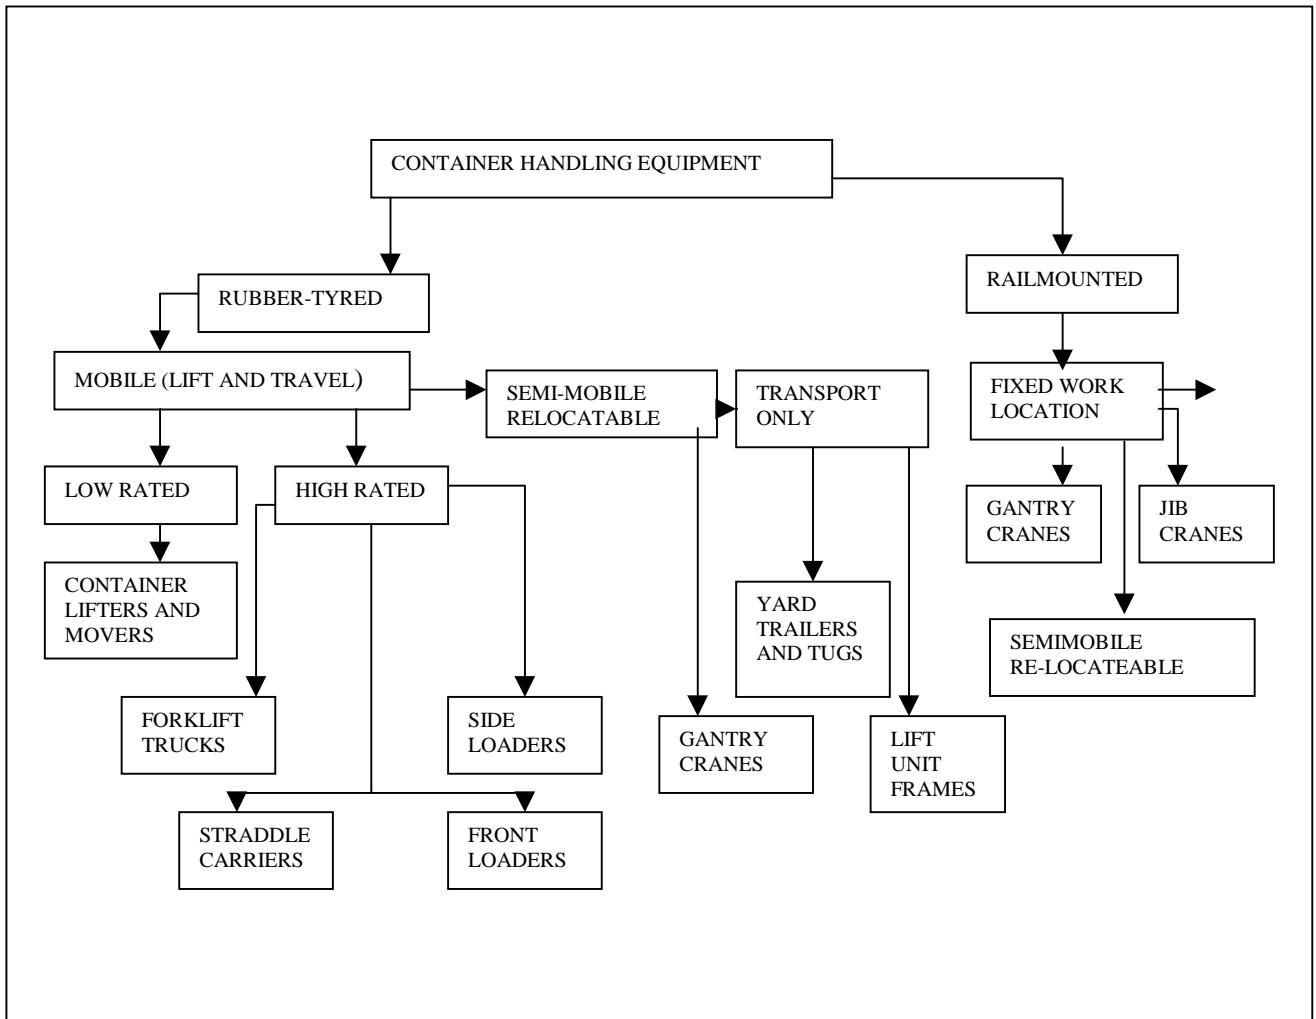 CONTAINER HANDLING EQUIPMENT
RUBBER-TYRED
RAILMOUNTED
MOBILE (LIFT AND TRAVEL)
SEMI-MOBILE
RELOCATABLE
TRANSPORT
ONLY
FIXED WORK
LOCATION
LOW RATED
HIGH RATED
GANTRY
CRANES
JIB
CRANES
CONTAINER
LIFTERS AND
MOVERS
YARD
TRAILERS
AND TUGS
SEMIMOBILE
RE-LOCATEABLE
FORKLIFT
TRUCKS
SIDE
LOADERS
GANTRY
CRANES
LIFT
UNIT
FRAMES
STRADDLE
CARRIERS
FRONT
LOADERS